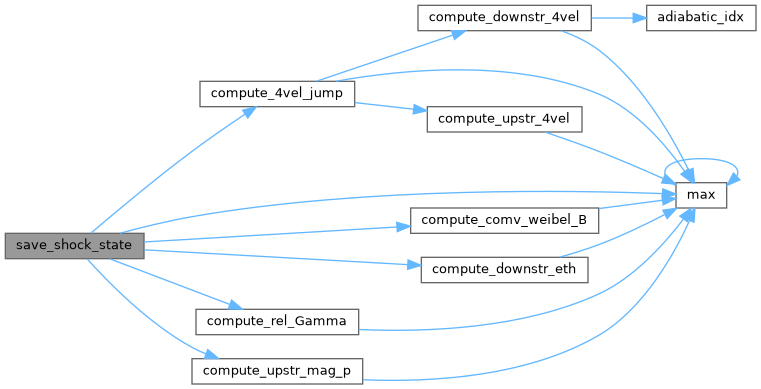 compute_downstr_4vel
adiabatic_idx
compute_4vel_jump
compute_upstr_4vel
max
compute_comv_weibel_B
save_shock_state
compute_downstr_eth
compute_rel_Gamma
compute_upstr_mag_p